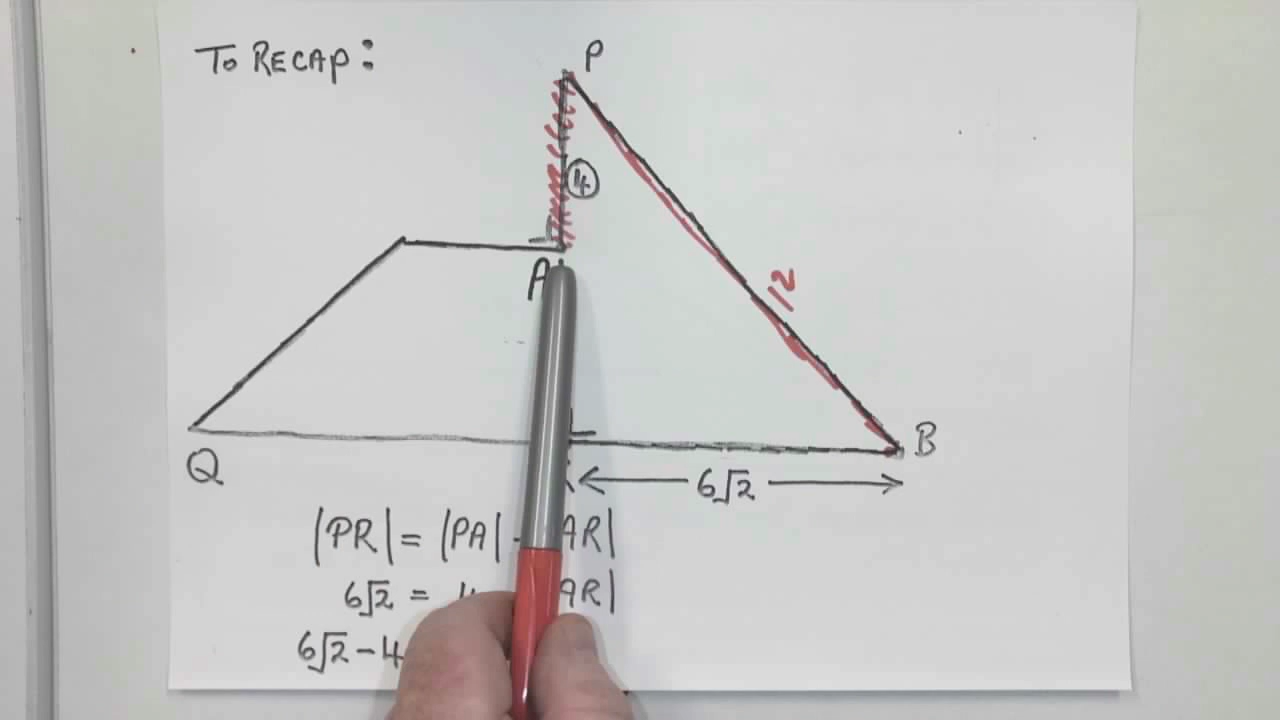 To RECAP:
P
4
A
12
B
Q
6√2
|PR| = |PA| AR|
6√2 = AR|
6√2 - 4